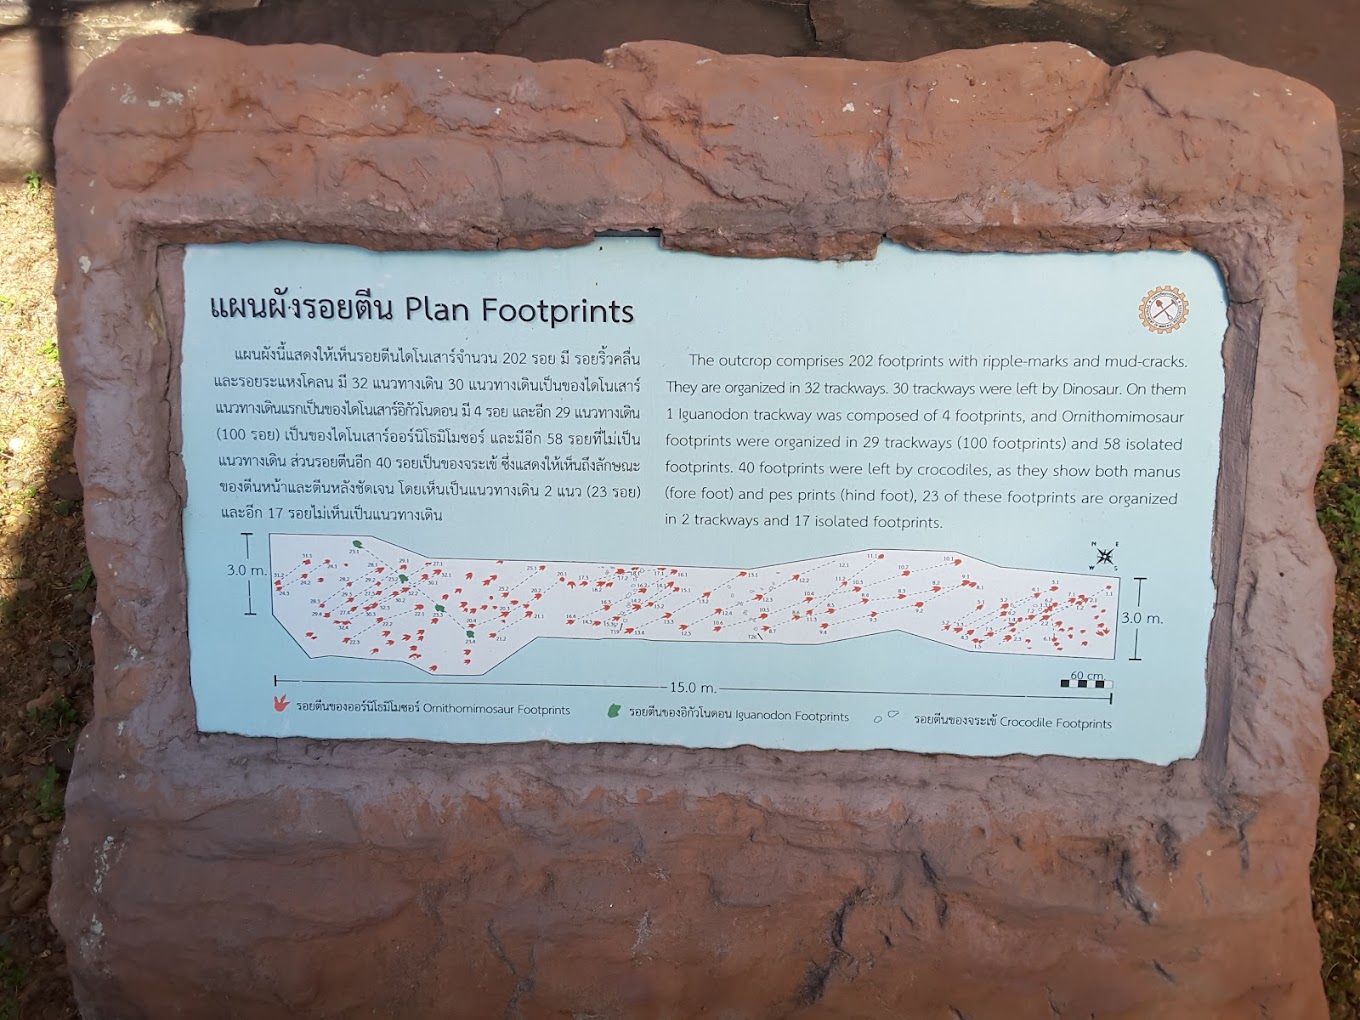 แผนผังรอยตีน Plan Footprints
แผนผังนี้แสดงให้เห็นรอยตีนไดโนเสาร์จำนวน 202 รอย มี รอยริ้วคลื่น
และรอยระแหงโคลน มี 32 แนวทางเดิน 30 แนวทางเดินเป็นของไดโนเสาร์
แนวทางเดินแรกเป็นของไดโนเสาร์อิกัวโนดอน มี 4 รอย และอีก 29 แนวทางเดิน
(100 รอย) เป็นของไดโนเสาร์ออร์นิโธมิโมซอร์ และมีอีก 58 รอยที่ไม่เป็น
แนวทางเดิน ส่วนรอยตีนอีก 40 รอยเป็นของจระเข้ ซึ่งแสดงให้เห็นถึงลักษณะ
ของตีนหน้าและตีนหลังชัดเจน โดยเห็นเป็นแนวทางเดิน 2 แนว (23 รอย)
และอีก 17 รอยไม่เห็นเป็นแนวทางเดิน
The outcrop comprises 202 footprints with ripple-marks and mud-cracks.
They are organized in 32 trackways. 30 trackways were left by Dinosaur. On them
1 Iguanodon trackway was composed of 4 footprints, and Ornithomimosaur
footprints were organized in 29 trackways (100 footprints) and 58 isolated
footprints. 40 footprints were left by crocodiles, as they show both manus
(fore foot) and pes prints (hind foot), 23 of these footprints are organized
in 2 trackways and 17 isolated footprints.
N E
W S
3.0 m.
3.0 m.
60 cm.
15.0 m.
รอยตีนของออร์นิโธมิโมซอร์ Ornithomimosaur Footprints
รอยตีนของอิกัวโนดอน Iguanodon Footprints
รอยตีนของจระเข้ Crocodile Footprints